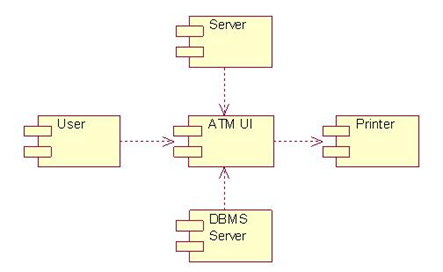 Server
User
ATM UI
Printer
DBMS
Server